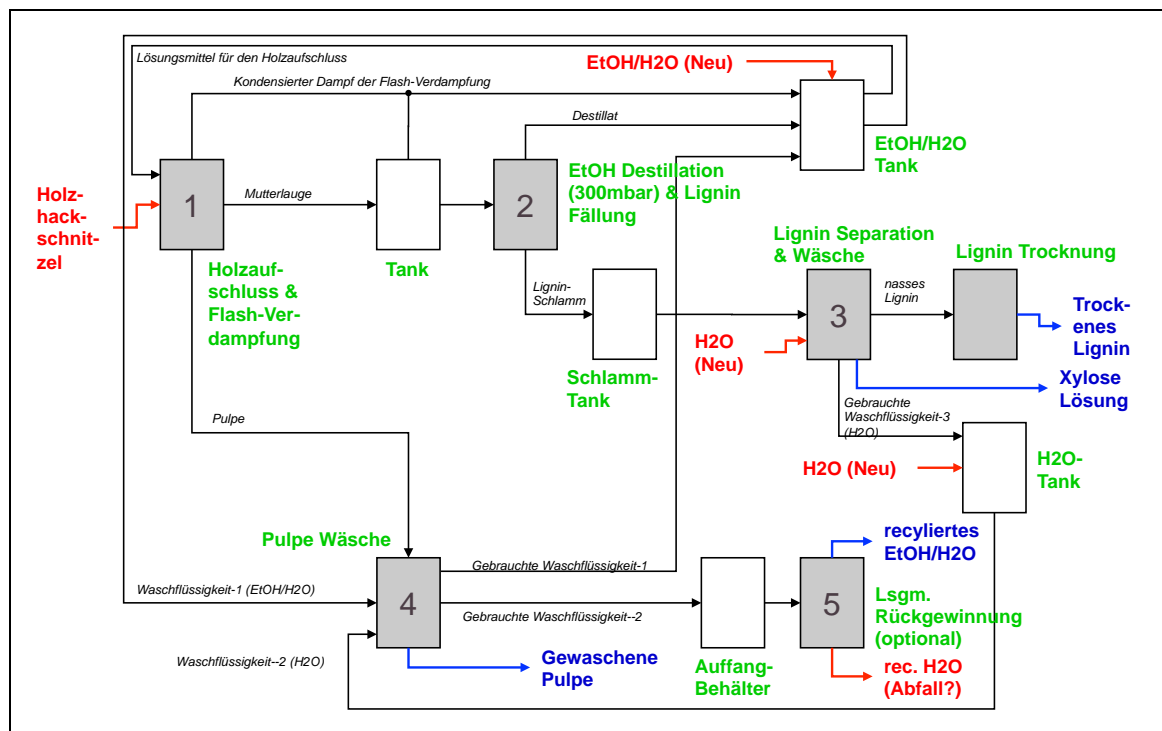 Lösungsmittel für den Holzaufschluss
EtOH/H2O (Neu)
Kondensierter Dampf der Flash-Verdampfung
Destillat
EtOH/H2O
Tank
Holz-
hack-
schnit-
zel
1
Mutterlauge
2
EtOH Destillation
(300mbar) & Lignin
Fällung
Holzauf-
schluss &
Flash-Ver-
dampfung
Tank
Lignin-
Schlamm
Schlamm-
Tank
Lignin Separation
& Wäsche
3
H2O
(Neu)
nasses
Lignin
Lignin Trocknung
Trock-
enes
Lignin
Xylose
Lösung
Gebrauchte
Waschflüssigkeit-3
(H2O)
H2O (Neu)
H2O-
Tank
Pulpe
Pulpe Wäsche
4
Waschflüssigkeit-1 (EtOH/H2O)
Waschflüssigkeit--2 (H2O)
Gebrauchte Waschflüssigkeit-1
Gebrauchte Waschflüssigkeit--2
Gewaschene
Pulpe
Auffang-
Behälter
5
recyliertes
EtOH/H2O
Lsgm.
Rückgewinnung
(optional)
rec. H2O
(Abfall?)